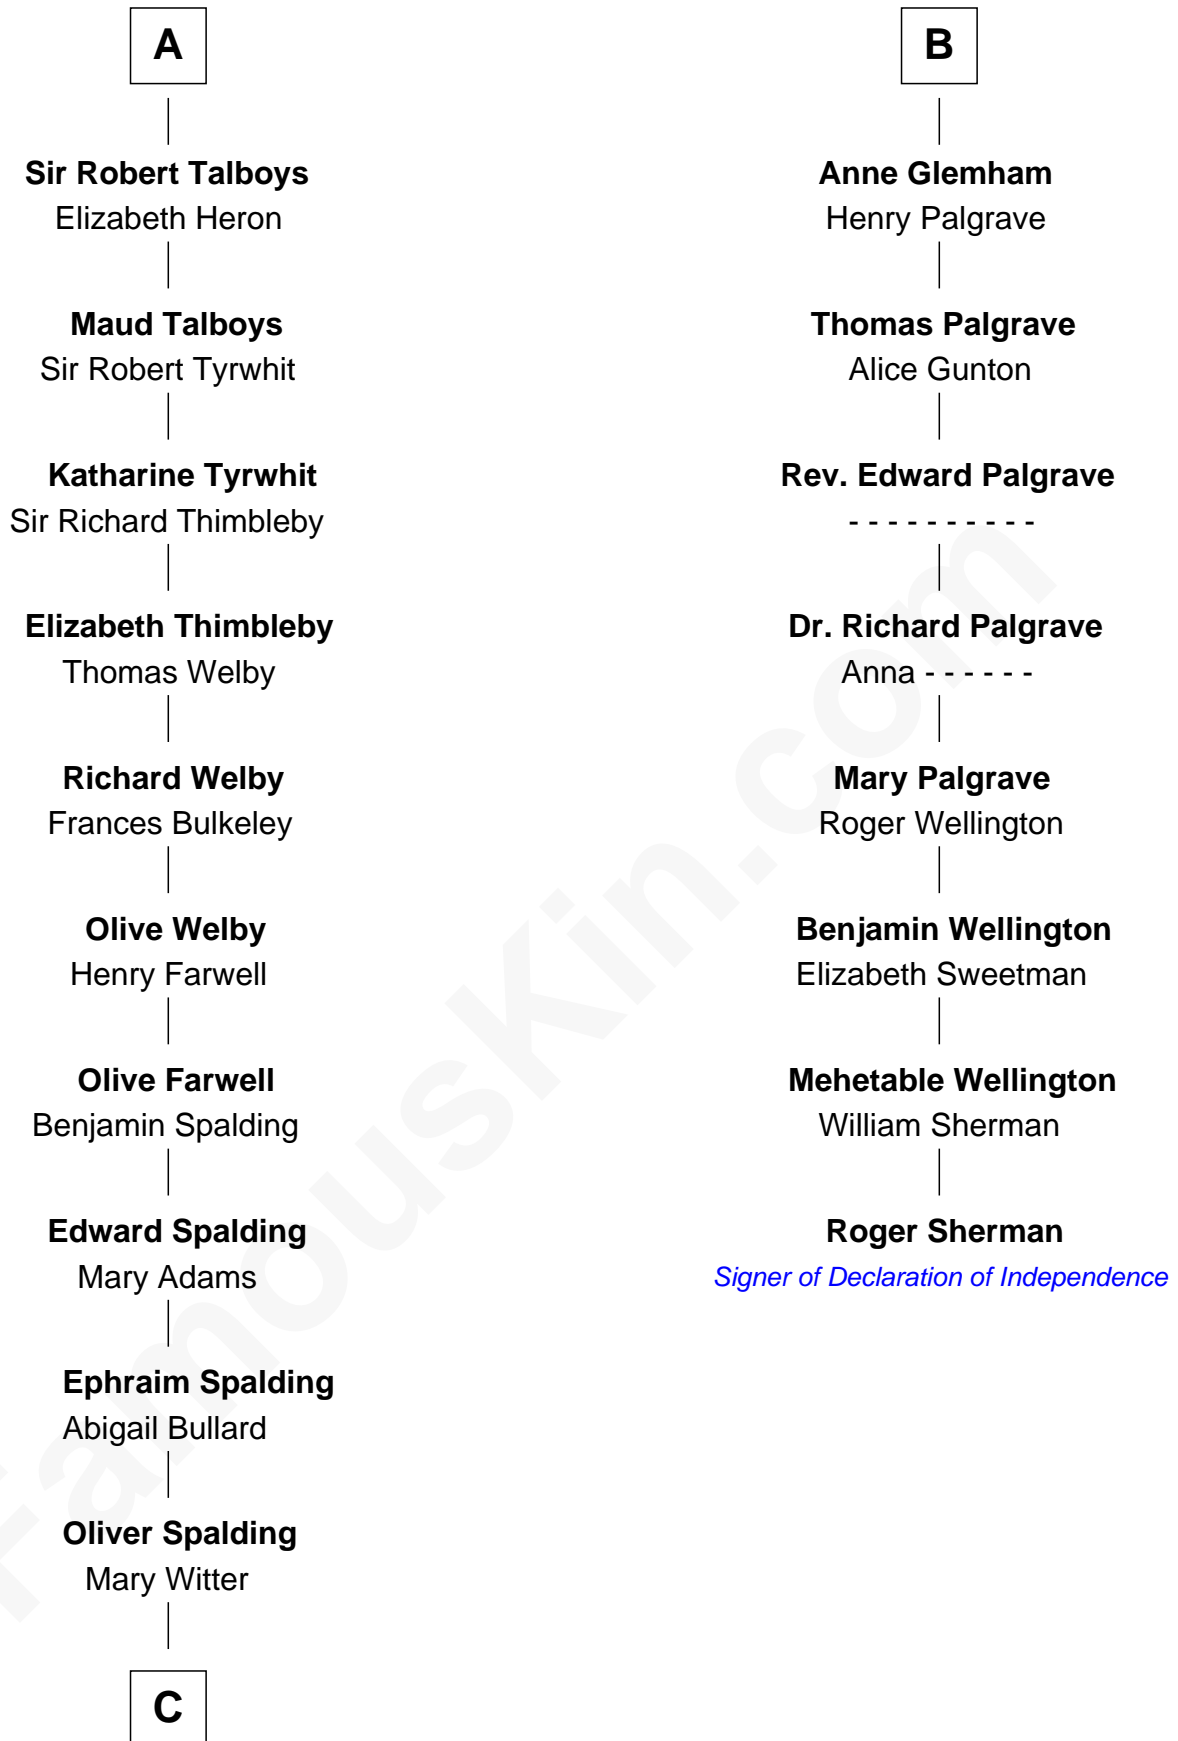 A
Sir Robert Talboys
Elizabeth Heron
Maud Talboys
Sir Robert Tyrwhit
Katharine Tyrwhit
Sir Richard Thimbleby
Elizabeth Thimbleby
Thomas Welby
Richard Welby
Frances Bulkeley
Olive Welby
Henry Farwell
Olive Farwell
Benjamin Spalding
Edward Spalding
Mary Adams
Ephraim Spalding
Abigail Bullard
Oliver Spalding
Mary Witter
C
B
Anne Glemham
Henry Palgrave
Thomas Palgrave
Alice Gunton
Rev. Edward Palgrave
- - - - - - - - - -
Dr. Richard Palgrave
Anna - - - - - -
Mary Palgrave
Roger Wellington
Benjamin Wellington
Elizabeth Sweetman
Mehetable Wellington
William Sherman
Roger Sherman
Signer of Declaration of Independence
FamousKin.com